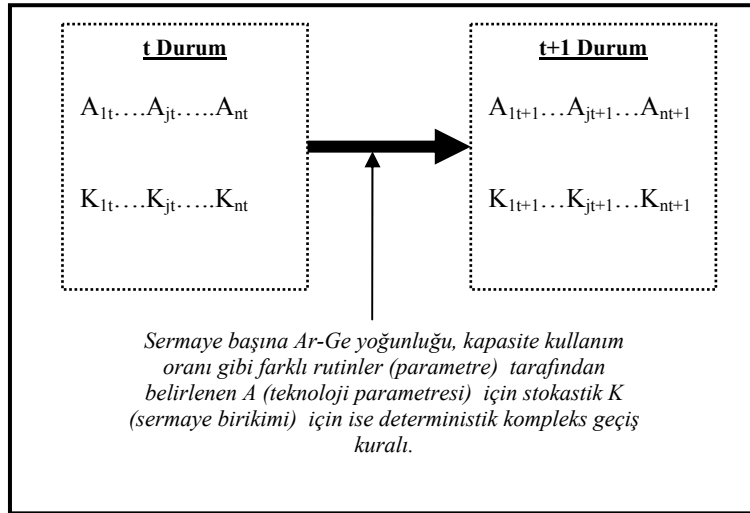 t Durum
t+1 Durum
A₁ₜ….Aⱼₜ…..Aₙₜ
A₁ₜ₊₁…Aⱼₜ₊₁…Aₙₜ₊₁
K₁ₜ….Kⱼₜ…..Kₙₜ
K₁ₜ₊₁…Kⱼₜ₊₁…Kₙₜ₊₁
Sermaye başına Ar-Ge yoğunluğu, kapasite kullanım
oranı gibi farklı rutinler (parametre) tarafından
belirlenen A (teknoloji parametresi) için stokastik K
(sermaye birikimi) için ise deterministik kompleks geçiş
kuralı.